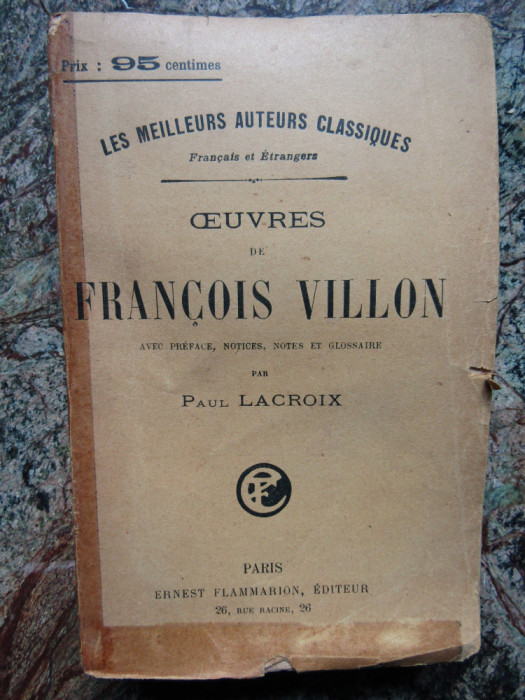 Prix : 95 centimes
LES MEILLEURS AUTEURS CLASSIQUES
Français et Étrangers
ŒUVRES
DE
FRANÇOIS VILLON
AVEC PRÉFACE, NOTICES, NOTES ET GLOSSAIRE
PAR
PAUL LACROIX
PARIS
ERNEST FLAMMARION, ÉDITEUR
26, RUE RACINE, 26